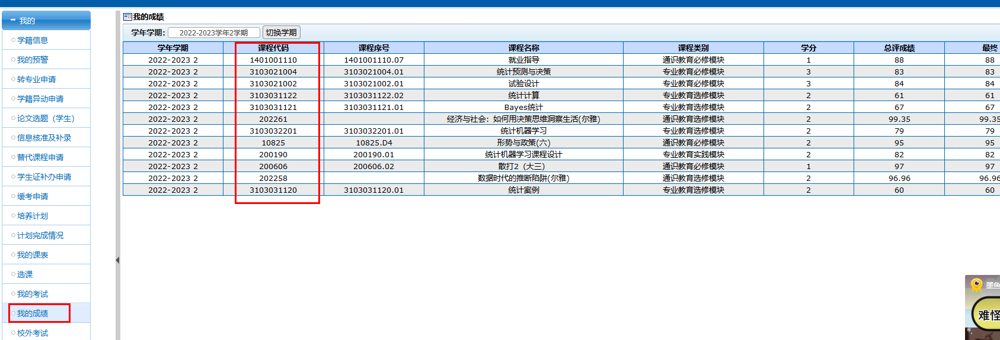 我的
学籍信息
我的预警
转专业申请
学籍异动申请
论文选题（学生）
信息核准及补录
替代课程申请
学生证补办申请
缓考申请
培养计划
计划完成情况
我的课表
选课
我的考试
我的成绩
校外考试
我的成绩
学年学期: 2022-2023学年2学期 切换学期
学年学期 课程代码 课程序号 课程名称 课程类别 学分 总评成绩 最终
2022-2023 2 1401001110 1401001110.07 就业指导 通识教育必修模块 1 88 88
2022-2023 2 3103021004 3103021004.01 统计预测与决策 专业教育必修模块 3 83 83
2022-2023 2 3103021002 3103021002.01 试验设计 专业教育必修模块 3 84 84
2022-2023 2 3103031122 3103031122.02 统计计算 专业教育选修模块 2 61 61
2022-2023 2 3103031121 3103031121.01 Bayes统计 专业教育选修模块 2 67 67
2022-2023 2 202261 经济与社会：如何用决策思维洞察生活(尔雅) 通识教育选修模块 2 99.35 99.35
2022-2023 2 3103032201 3103032201.01 统计机器学习 专业教育选修模块 2 79 79
2022-2023 2 10825 10825.D4 形势与政策(六) 通识教育必修模块 2 95 95
2022-2023 2 200190 200190.01 统计机器学习课程设计 专业教育实践模块 2 82 82
2022-2023 2 200606 200606.02 散打2（大三） 通识教育必修模块 1 97 97
2022-2023 2 202258 数据时代的推断陷阱(尔雅) 通识教育选修模块 2 96.96 96.96
2022-2023 2 3103031120 3103031120.01 统计案例 专业教育选修模块 2 60 60
墨鱼
难怪